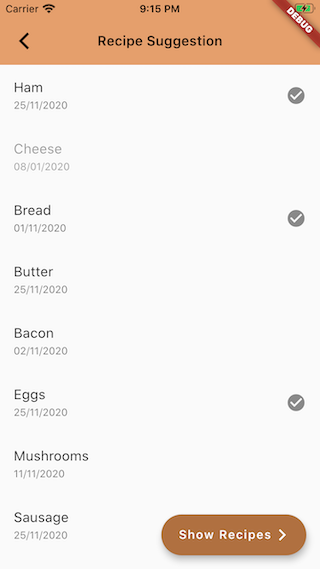 Carrier 9:15 PM
DEBUG
Recipe Suggestion
Ham
25/11/2020
Cheese
08/01/2020
Bread
01/11/2020
Butter
25/11/2020
Bacon
02/11/2020
Eggs
25/11/2020
Mushrooms
11/11/2020
Sausage
25/11/2020
Show Recipes